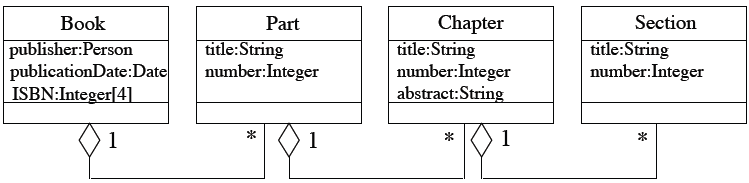 Book
publisher:Person
publicationDate:Date
ISBN:Integer[4]
Part
title:String
number:Integer
Chapter
title:String
number:Integer
abstract:String
Section
title:String
number:Integer
1
*
1
*
1
*